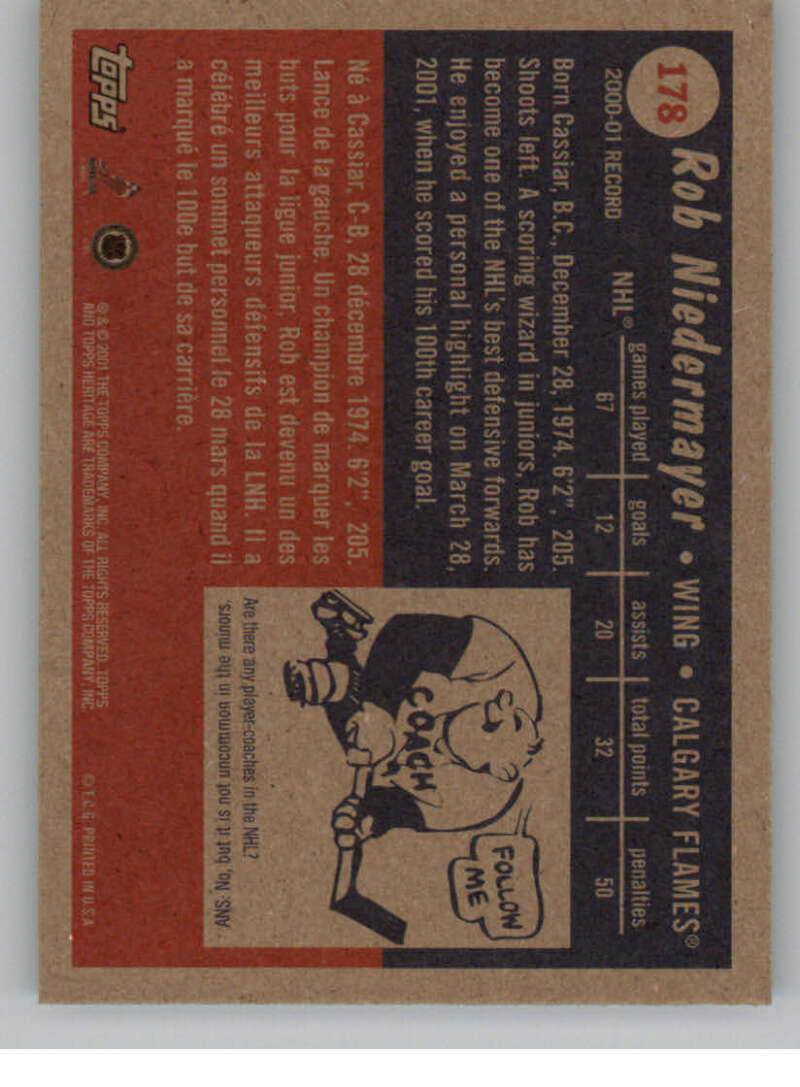 178
Rob Niedermayer • WING • CALGARY FLAMES®
2000-01 RECORD
games played goals assists total points penalties
NHL® 67 12 20 32 50
Born Cassiar, B.C., December 28, 1974, 6'2", 205.
Shoots left. A scoring wizard in juniors, Rob has
become one of the NHL's best defensive forwards.
He enjoyed a personal highlight on March 28,
2001, when he scored his 100th career goal.
Né à Cassiar, C-B, 28 décembre 1974, 6'2", 205.
Lance de la gauche. Un champion de marquer les
buts pour la ligue junior, Rob est devenu un des
meilleurs attaqueurs défensifs de la LNH. Il a
célébré un sommet personnel le 28 mars quand il
a marqué le 100e but de sa carrière.
FOLLOW
ME
COACH
Are there any player-coaches in the NHL?
ANS: No, but it is not uncommon in the minors.
topps
® & © 2001 THE TOPPS COMPANY, INC. ALL RIGHTS RESERVED. TOPPS
AND TOPPS HERITAGE ARE TRADEMARKS OF THE TOPPS COMPANY, INC.
© T.C.G. PRINTED IN U.S.A